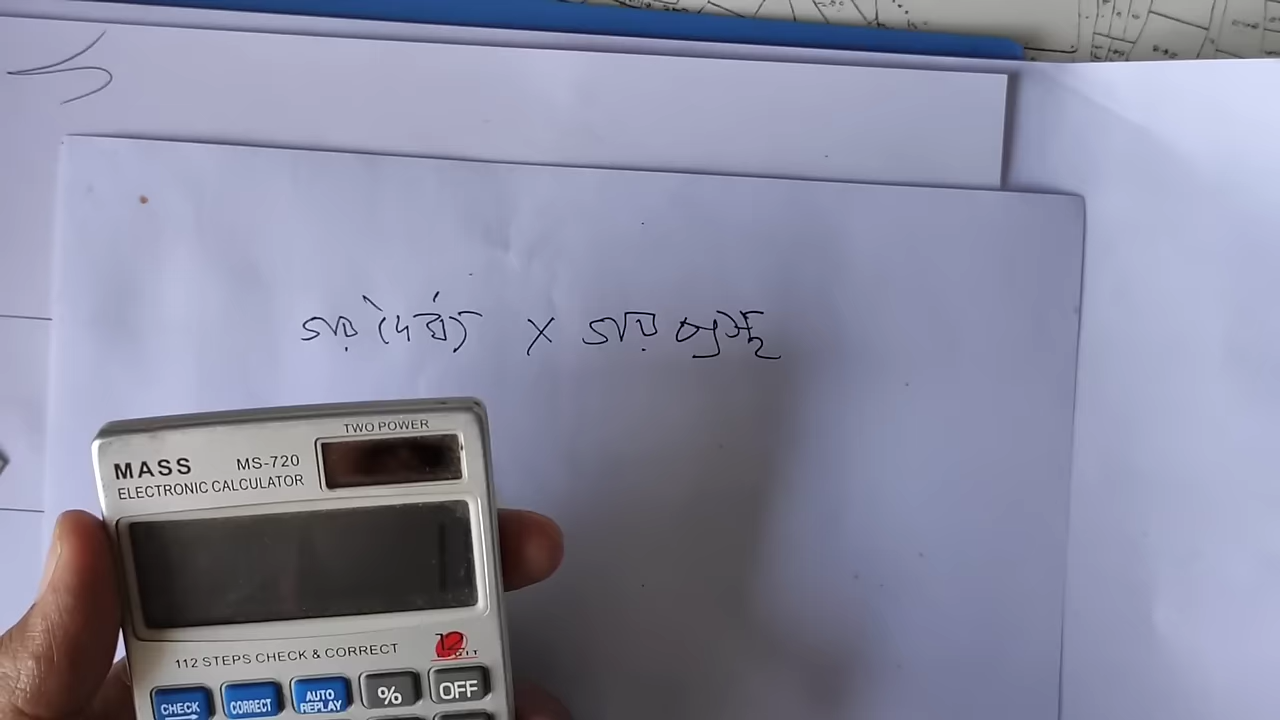 গড় দৈর্ঘ্য × গড় প্রস্থ
TWO POWER
MASS MS-720
ELECTRONIC CALCULATOR
112 STEPS CHECK & CORRECT 12
CHECK CORRECT AUTO REPLAY % OFF